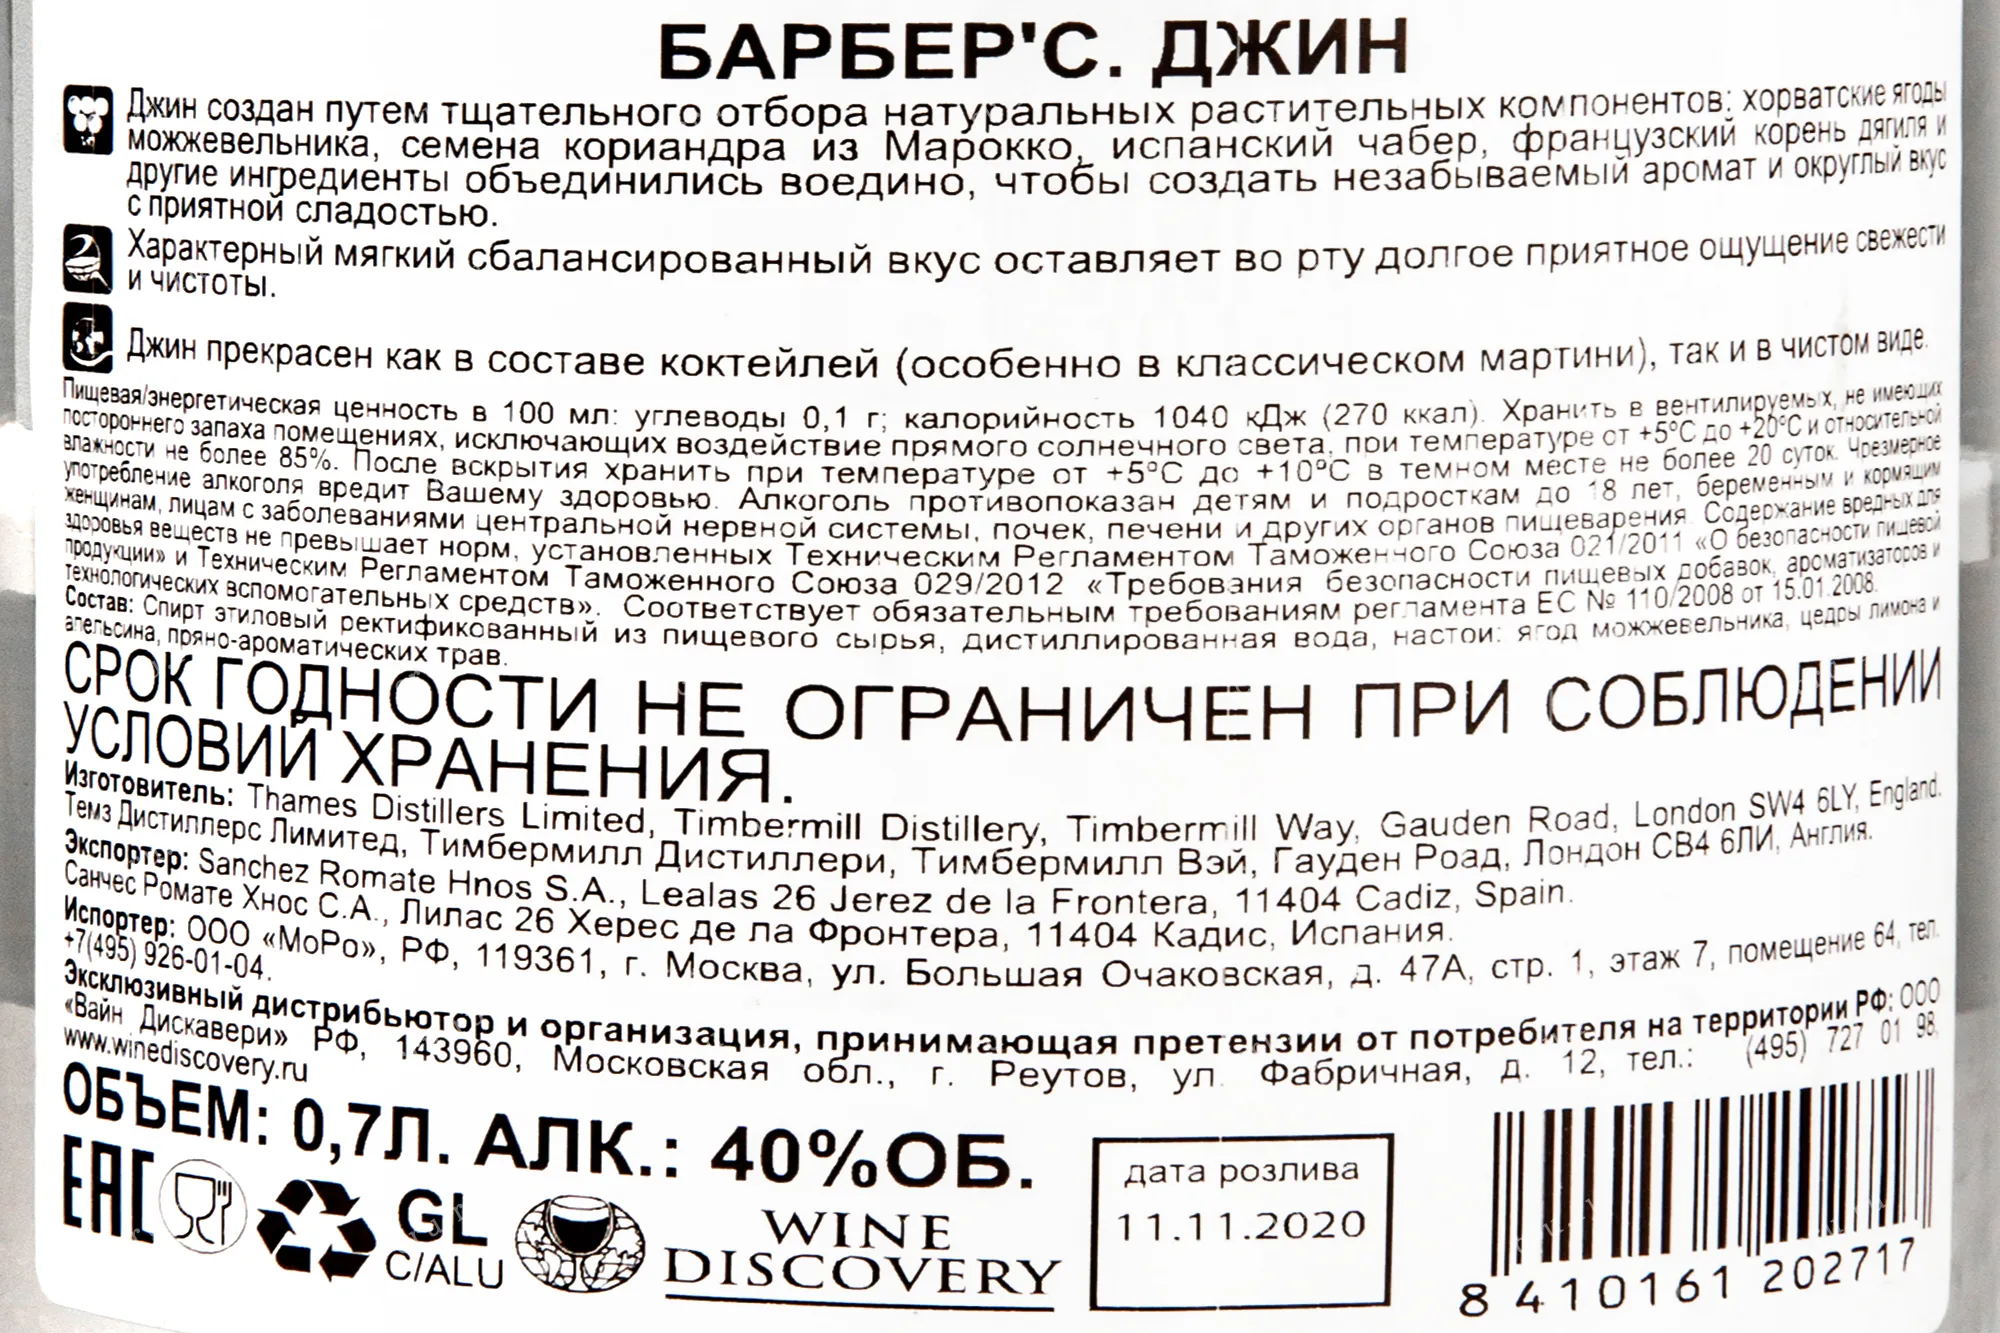 БАРБЕР'С. ДЖИН
Джин создан путем тщательного отбора натуральных растительных компонентов: хорватские ягоды
можжевельника, семена кориандра из Марокко, испанский чабер, французский корень дягиля и
другие ингредиенты объединились воедино, чтобы создать незабываемый аромат и округлый вкус
с приятной сладостью.
Характерный мягкий сбалансированный вкус оставляет во рту долгое приятное ощущение свежести
и чистоты.
Джин прекрасен как в составе коктейлей (особенно в классическом мартини), так и в чистом виде.
Пищевая/энергетическая ценность в 100 мл: углеводы 0,1 г; калорийность 1040 кДж (270 ккал). Хранить в вентилируемых, не имеющих
постороннего запаха помещениях, исключающих воздействие прямого солнечного света, при температуре от +5°С до +20°С и относительной
влажности не более 85%. После вскрытия хранить при температуре от +5°С до +10°С в темном месте не более 20 суток. Чрезмерное
употребление алкоголя вредит Вашему здоровью. Алкоголь противопоказан детям и подросткам до 18 лет, беременным и кормящим
женщинам, лицам с заболеваниями центральной нервной системы, почек, печени и других органов пищеварения. Содержание вредных для
здоровья веществ не превышает норм, установленных Техническим Регламентом Таможенного Союза 021/2011 «О безопасности пищевой
продукции» и Техническим Регламентом Таможенного Союза 029/2012 «Требования безопасности пищевых добавок, ароматизаторов и
технологических вспомогательных средств». Соответствует обязательным требованиям регламента ЕС № 110/2008 от 15.01.2008.
Состав: Спирт этиловый ректификованный из пищевого сырья, дистиллированная вода, настои: ягод можжевельника, цедры лимона и
апельсина, пряно-ароматических трав.
СРОК ГОДНОСТИ НЕ ОГРАНИЧЕН ПРИ СОБЛЮДЕНИИ
УСЛОВИЙ ХРАНЕНИЯ.
Изготовитель: Thames Distillers Limited, Timbermill Distillery, Timbermill Way, Gauden Road, London SW4 6LY, England.
Темз Дистиллерс Лимитед, Тимбермилл Дистиллери, Тимбермилл Вэй, Гауден Роад, Лондон СВ4 6ЛИ, Англия.
Экспортер: Sanchez Romate Hnos S.A., Lealas 26 Jerez de la Frontera, 11404 Cadiz, Spain.
Санчес Ромате Хнос С.А., Лилас 26 Херес де ла Фронтера, 11404 Кадис, Испания.
Испортер: ООО «МоРо», РФ, 119361, г. Москва, ул. Большая Очаковская, д. 47А, стр. 1, этаж 7, помещение 64, тел.
+7(495) 926-01-04.
Эксклюзивный дистрибьютор и организация, принимающая претензии от потребителя на территории РФ: ООО
«Вайн Дискавери» РФ, 143960, Московская обл., г. Реутов, ул. Фабричная, д. 12, тел.: (495) 727 01 98,
www.winediscovery.ru
ОБЪЕМ: 0,7Л. АЛК.: 40%ОБ.
ЕАС
GL
C/ALU
WINE
DISCOVERY
дата розлива
11.11.2020
8 410161 202717